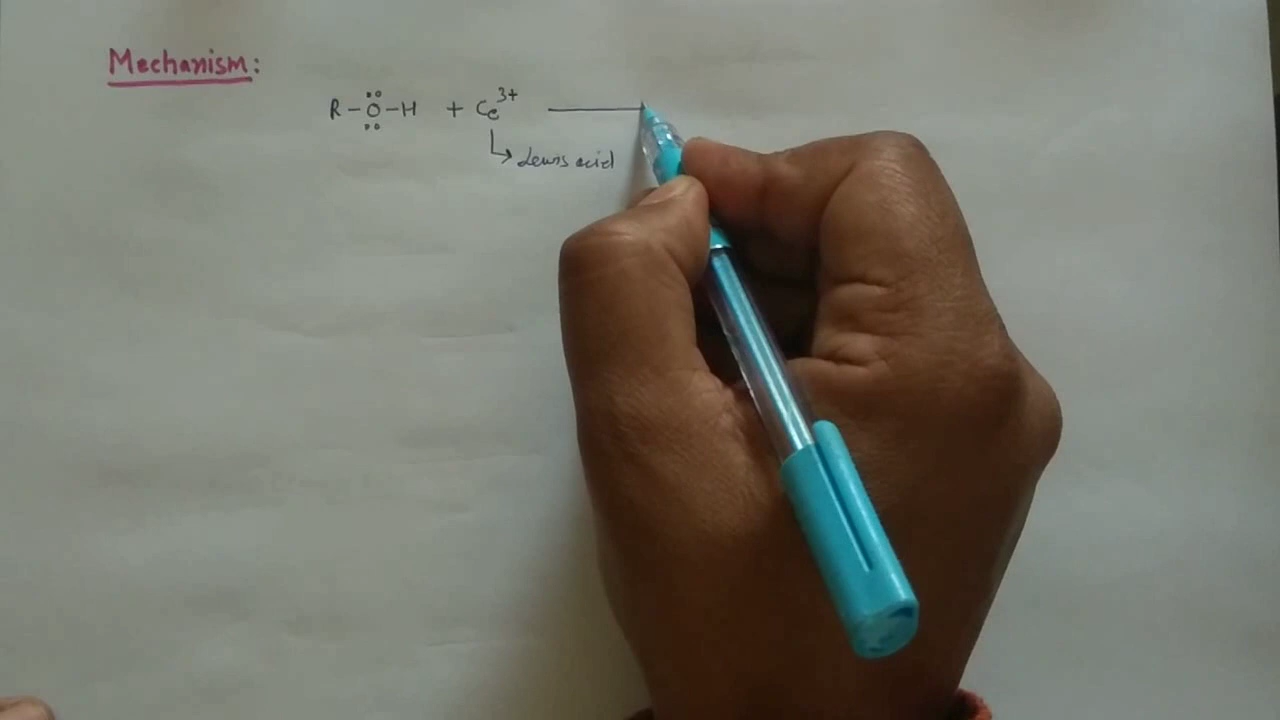 Mechanism:
R-Ö-H + Ce3+
Lewis acid